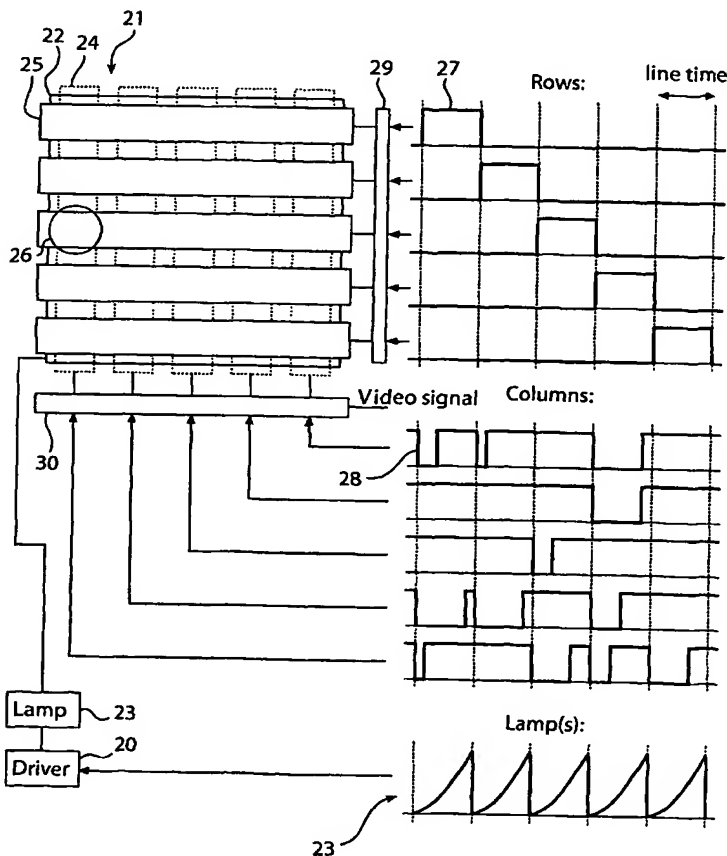 21
22
24
25
29
27
Rows:
line time
26
Video signal
Columns:
30
28
Lamp
23
20
Driver
Lamp(s):
23